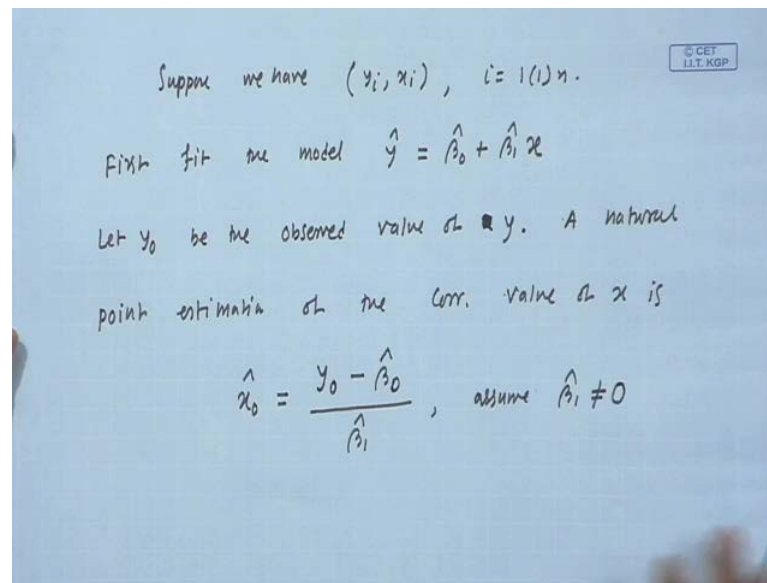 © CET
I.I.T. KGP
Suppose we have (yᵢ, xᵢ), i = 1(1)n.
First fit the model ŷ = β̂₀ + β̂₁ x
Let y₀ be the observed value of y. A natural
point estimation of the corr. value of x is
x̂₀ = (y₀ − β̂₀) / β̂₁, assume β̂₁ ≠ 0